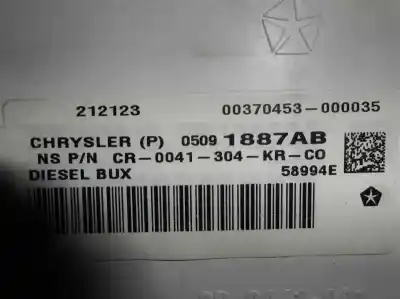 212123 00370453-000035
CHRYSLER (P) 0509 1887AB
NS P/N CR-0041-304-KR-CO
DIESEL BUX 58994E